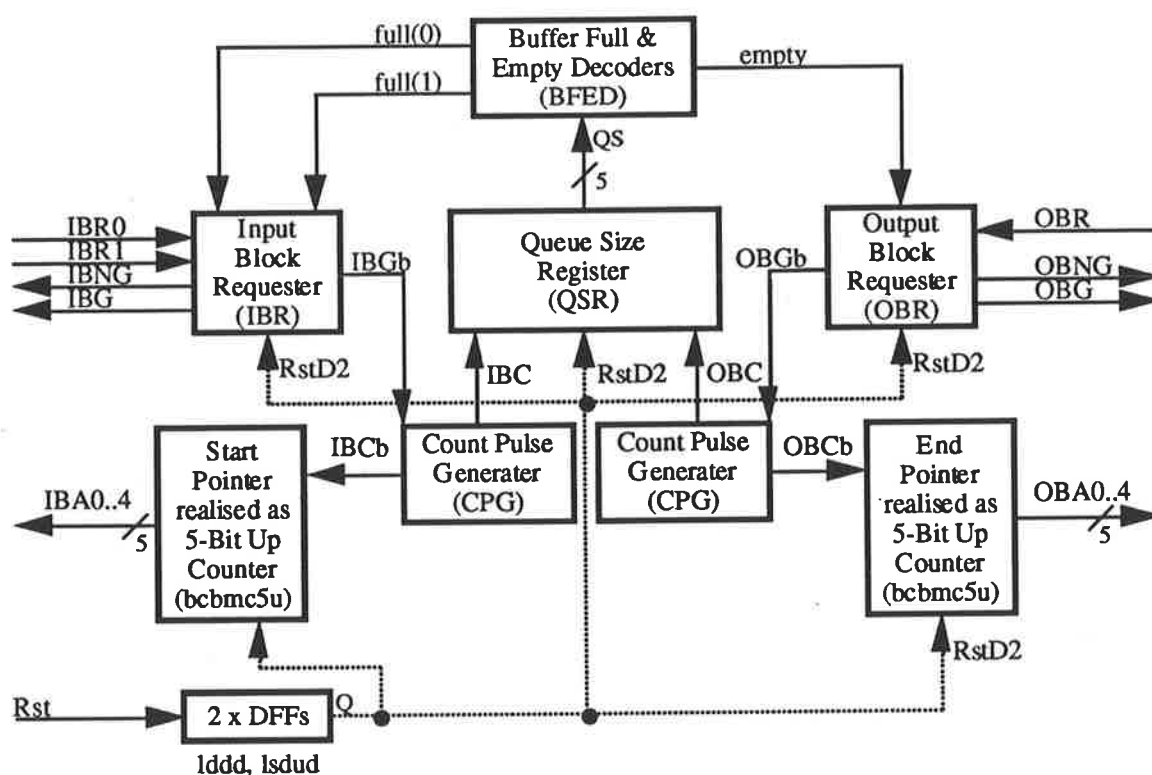 full(0)
Buffer Full &
Empty Decoders
(BFED)
empty
full(1)
QS
5
IBR0
IBR1
IBNG
IBG
Input
Block
Requester
(IBR)
IBGb
Queue Size
Register
(QSR)
OBGb
Output
Block
Requester
(OBR)
OBR
OBNG
OBG
RstD2
IBC
RstD2
OBC
RstD2
Start
Pointer
realised as
5-Bit Up
Counter
(bcbmc5u)
IBCb
Count Pulse
Generater
(CPG)
Count Pulse
Generater
(CPG)
OBCb
End
Pointer
realised as
5-Bit Up
Counter
(bcbmc5u)
IBA0..4
5
OBA0..4
5
RstD2
Rst
2 x DFFs
Q
lddd, lsdud